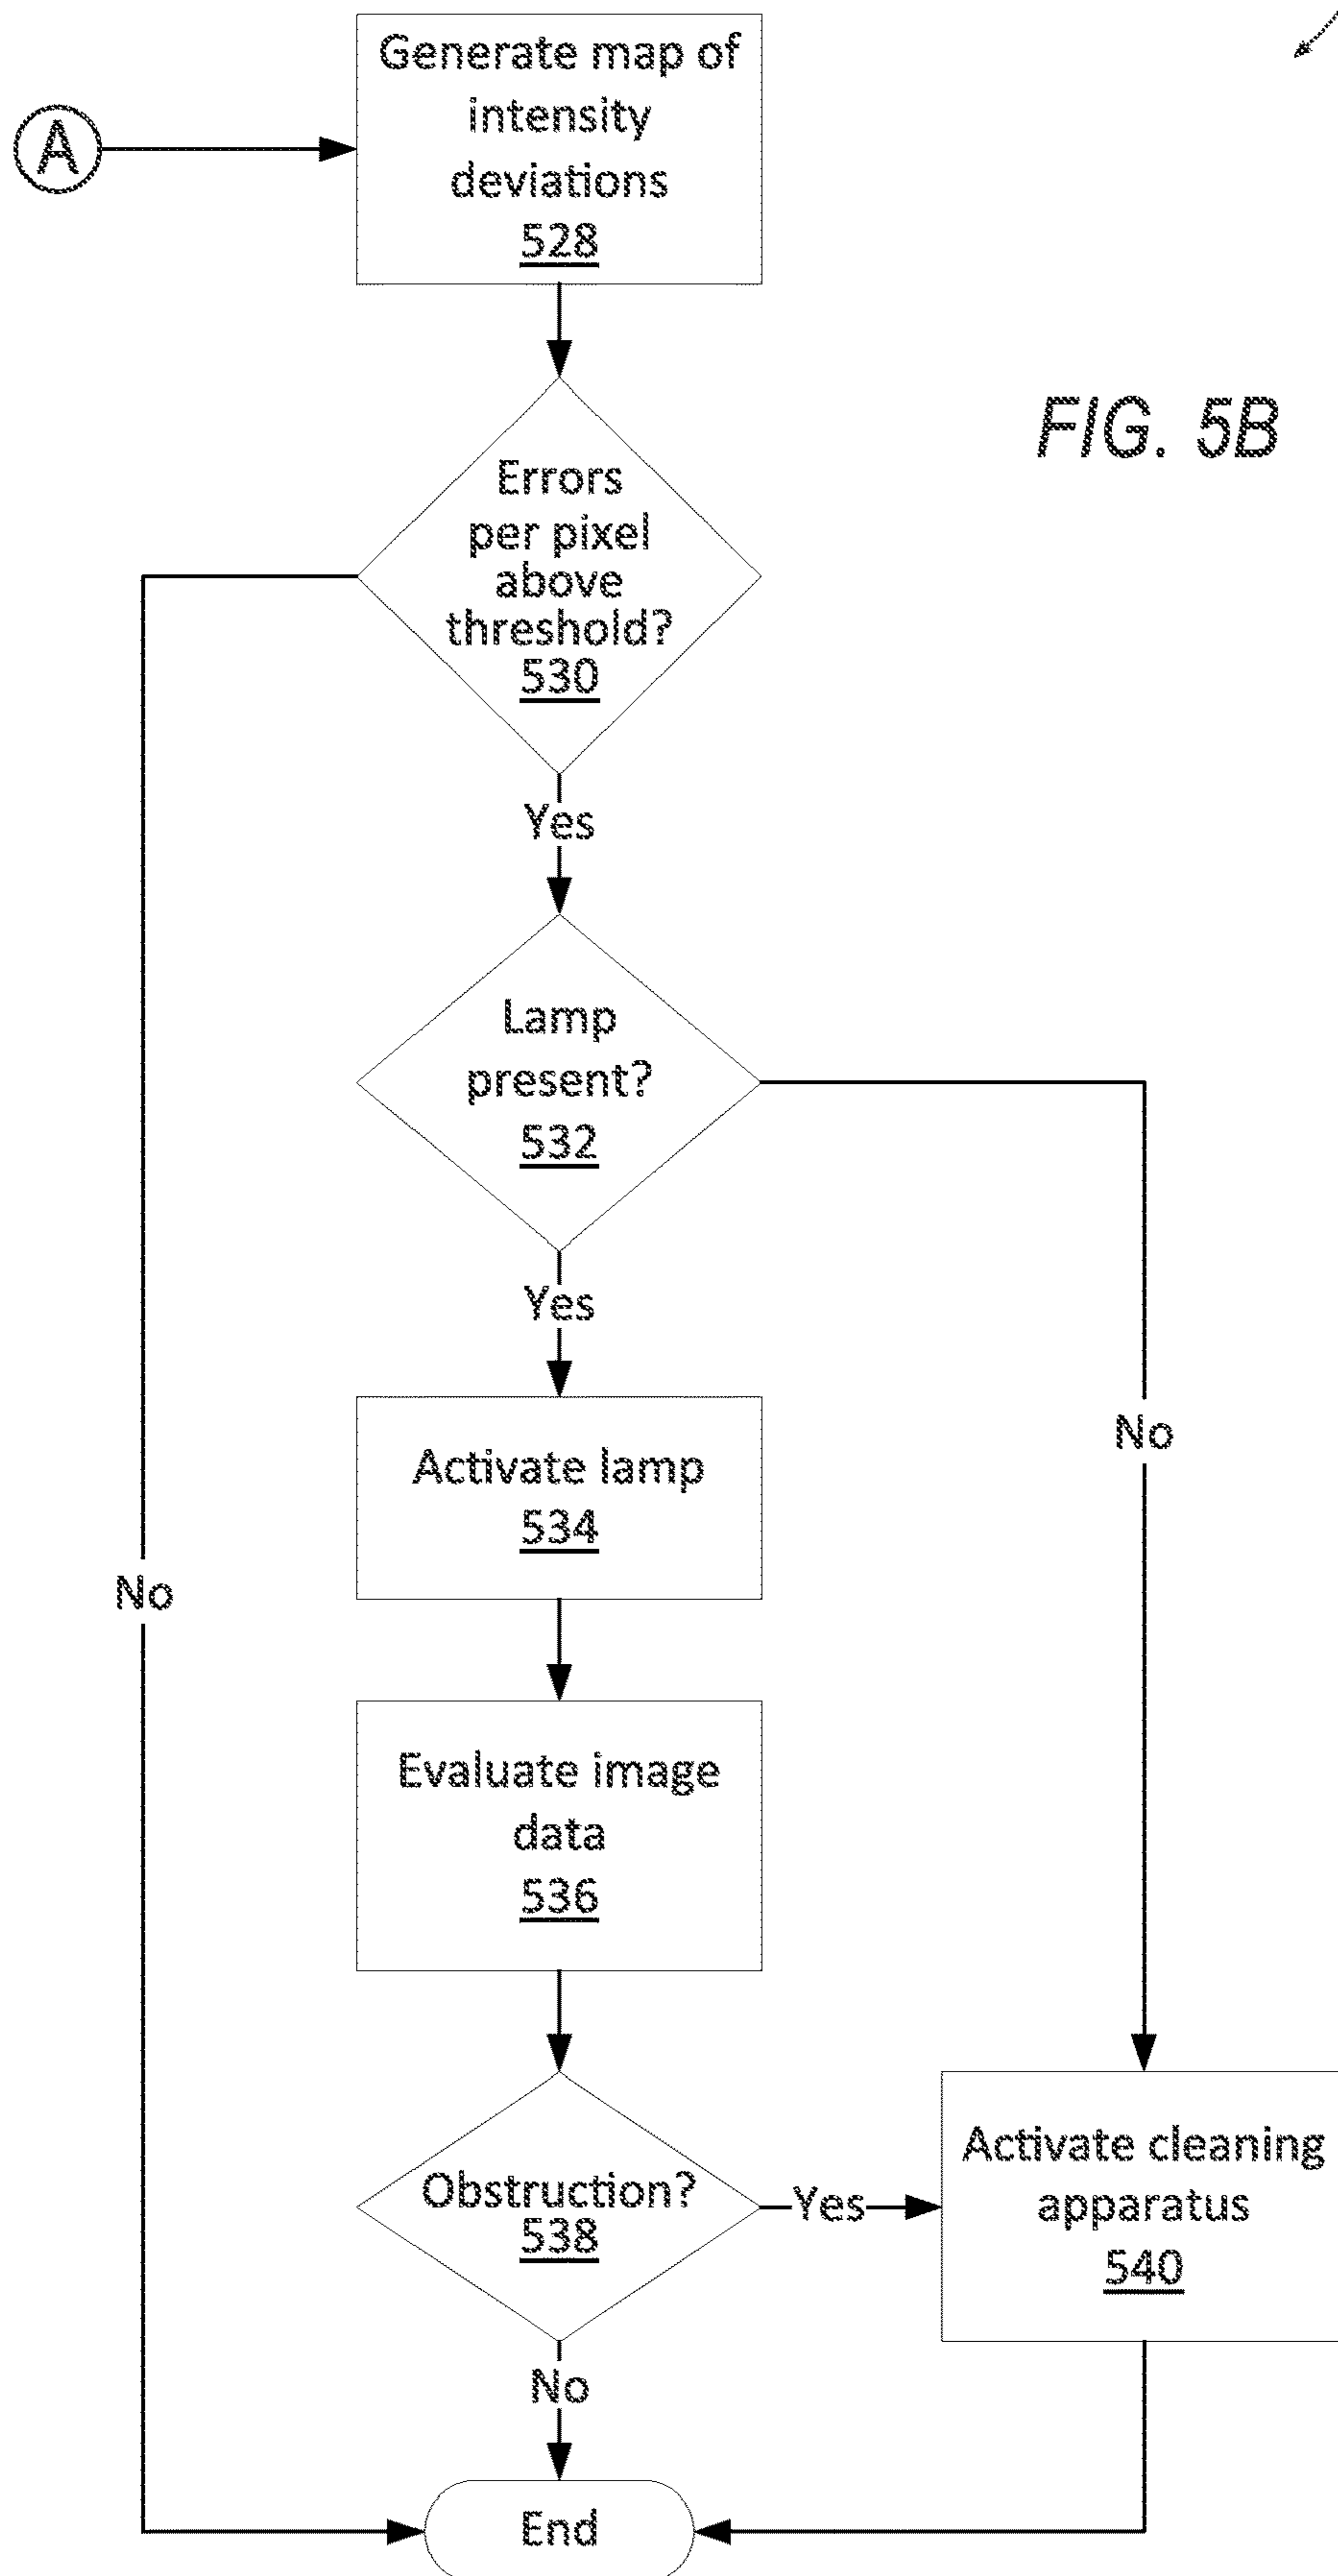 A
Generate map of
intensity
deviations
528
FIG. 5B
Errors
per pixel
above
threshold?
530
Yes
Lamp
present?
532
Yes
No
Activate lamp
534
No
Evaluate image
data
536
Obstruction?
538
Yes
Activate cleaning
apparatus
540
No
End